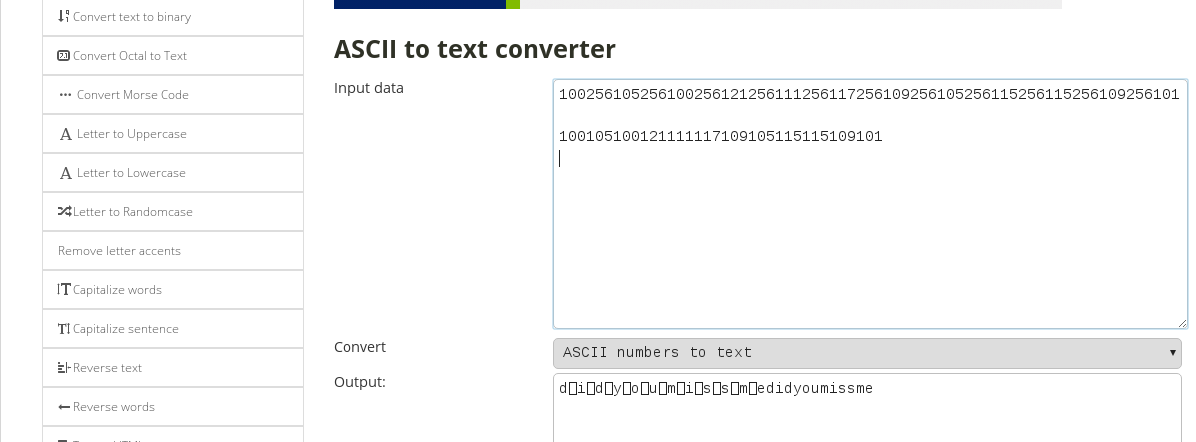 Convert text to binary
Convert Octal to Text
Convert Morse Code
A Letter to Uppercase
A Letter to Lowercase
Letter to Randomcase
Remove letter accents
Capitalize words
Capitalize sentence
Reverse text
Reverse words
ASCII to text converter
Input data
100256105256100256121256111256117256109256105256115256115256109256101
100105100121111117109105115115109101
Convert
ASCII numbers to text
Output:
d▯i▯d▯y▯o▯u▯m▯i▯s▯s▯m▯edidyoumissme